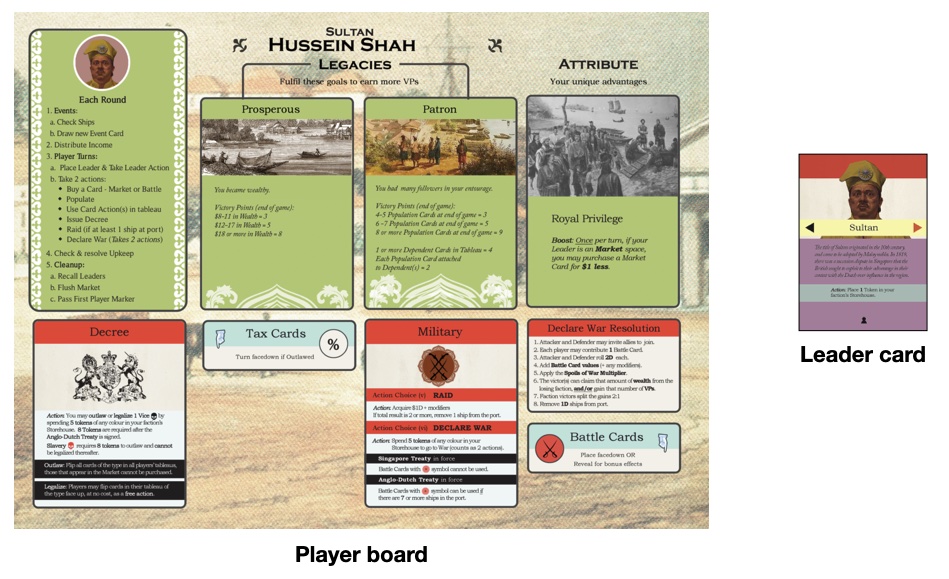 SULTAN
HUSSEIN SHAH
LEGACIES
Fulfil these goals to earn more VPs
ATTRIBUTE
Your unique advantages
Each Round
1. Events:
a. Check Ships
b. Draw new Event Card
2. Distribute Income
3. Player Turns:
a. Place Leader & Take Leader Action
b. Take 2 actions:
• Buy a Card - Market or Battle
• Populate
• Use Card Action(s) in tableau
• Issue Decree
• Raid (if at least 1 ship at port)
• Declare War (Takes 2 actions)
4. Check & resolve Upkeep
5. Cleanup:
a. Recall Leaders
b. Flush Market
c. Pass First Player Marker
Prosperous
You became wealthy.
Victory Points (end of game):
$8-11 in Wealth = 3
$12-17 in Wealth = 5
$18 or more in Wealth = 8
Patron
You had many followers in your entourage.
Victory Points (end of game):
4-5 Population Cards at end of game = 3
6-7 Population Cards at end of game = 5
8 or more Population Cards at end of game = 9
1 or more Dependent Cards in Tableau = 4
Each Population Card attached
to Dependent(s) = 2
Royal Privilege
Boost: Once per turn, if your
Leader is an Market space,
you may purchase a Market
Card for $1 less.
Decree
Action: You may outlaw or legalize 1 Vice by
spending 5 tokens of any colour in your faction's
Storehouse. 8 Tokens are required after the
Anglo-Dutch Treaty is signed.
Slavery requires 8 tokens to outlaw and cannot
be legalized thereafter.
Outlaw: Flip all cards of the type in all players' tableaus,
those that appear in the Market cannot be purchased.
Legalize: Players may flip cards in their tableau of
the type face up, at no cost, as a free action.
Tax Cards
%
Turn facedown if Outlawed
Military
Action Choice (v) RAID
Action: Acquire $1D + modifiers
If total result is 2 or more, remove 1 ship from the port.
Action Choice (vi) DECLARE WAR
Action: Spend 5 tokens of any colour in your
Storehouse to go to War (counts as 2 actions).
Singapore Treaty in force
Battle Cards with symbol cannot be used.
Anglo-Dutch Treaty in force
Battle Cards with symbol can be used if
there are 7 or more ships in the port.
Declare War Resolution
1. Attacker and Defender may invite allies to join.
2. Each player may contribute 1 Battle Card.
3. Attacker and Defender roll 2D each.
4. Add Battle Card values (+ any modifiers).
5. Apply the Spoils of War Multiplier.
6. The victor(s) can claim that amount of wealth from the
losing faction, and/or gain that number of VPs.
7. Faction victory split the gains 2:1
8. Remove 1D ships from port.
Battle Cards
Place facedown OR
Reveal for bonus effects
Sultan
The title of Sultan originated in the 10th century,
Action: Place 1 Token in your
faction's Storehouse.
Leader card
Player board